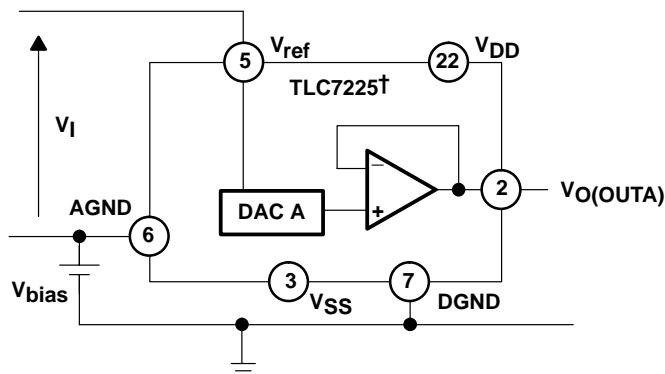 Vref
VDD
5
22
TLC7225†
VI
−
DAC A
+
2
VO(OUTA)
AGND
6
3
7
Vbias
VSS
DGND